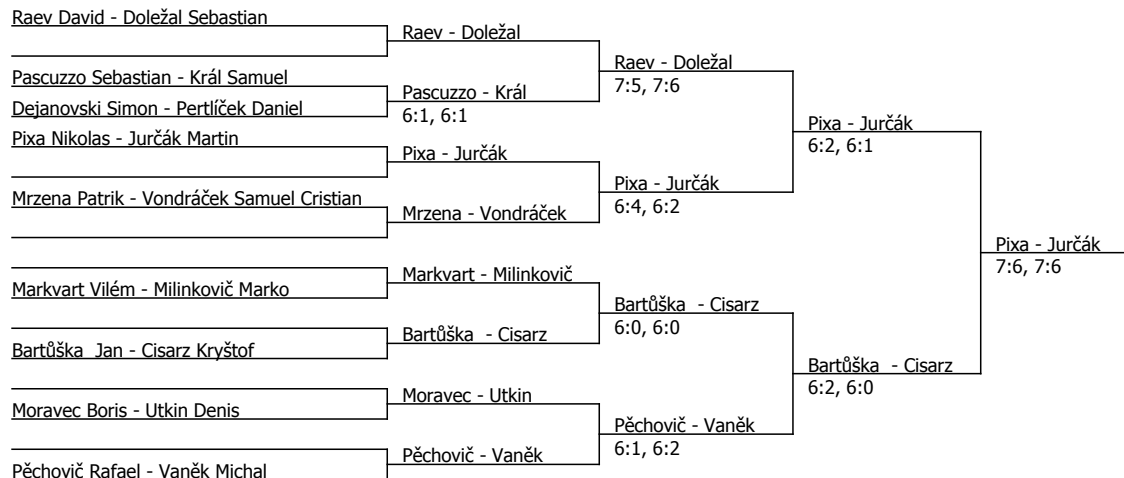 Raev David - Doležal Sebastian
Pascuzzo Sebastian - Král Samuel
Dejanovski Simon - Pertlíček Daniel
Pixa Nikolas - Jurčák Martin
Mrzena Patrik - Vondráček Samuel Cristian
Markvart Vilém - Milinkovič Marko
Bartůška  Jan - Cisarz Kryštof
Moravec Boris - Utkin Denis
Pěchovič Rafael - Vaněk Michal
Raev - Doležal
Pascuzzo - Král
6:1, 6:1
Pixa - Jurčák
Mrzena - Vondráček
Markvart - Milinkovič
Bartůška  - Cisarz
Moravec - Utkin
Pěchovič - Vaněk
Raev - Doležal
7:5, 7:6
Pixa - Jurčák
6:4, 6:2
Bartůška  - Cisarz
6:0, 6:0
Pěchovič - Vaněk
6:1, 6:2
Pixa - Jurčák
6:2, 6:1
Bartůška  - Cisarz
6:2, 6:0
Pixa - Jurčák
7:6, 7:6